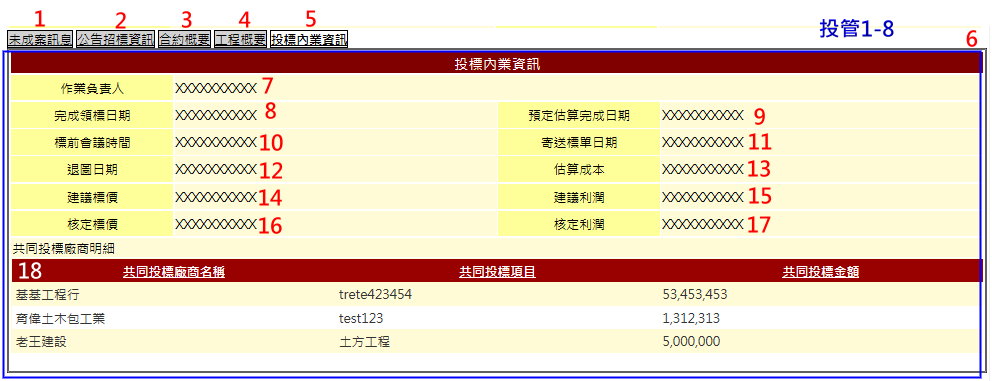 1 2 3 4 5
投管1-8
6
未成案訊息 公告招標資訊 合約概要 工程概要 投標內業資訊
投標內業資訊
作業負責人 XXXXXXXXXX 7
完成領標日期 XXXXXXXXXX 8 預定估算完成日期 XXXXXXXXXX 9
標前會議時間 XXXXXXXXXX 10 寄送標單日期 XXXXXXXXXX 11
退圖日期 XXXXXXXXXX 12 估算成本 XXXXXXXXXX 13
建議標價 XXXXXXXXXX 14 建議利潤 XXXXXXXXXX 15
核定標價 XXXXXXXXXX 16 核定利潤 XXXXXXXXXX 17
共同投標廠商明細
18 共同投標廠商名稱 共同投標項目 共同投標金額
基基工程行 trete423454 53,453,453
育偉土木包工業 test123 1,312,313
老王建設 土方工程 5,000,000